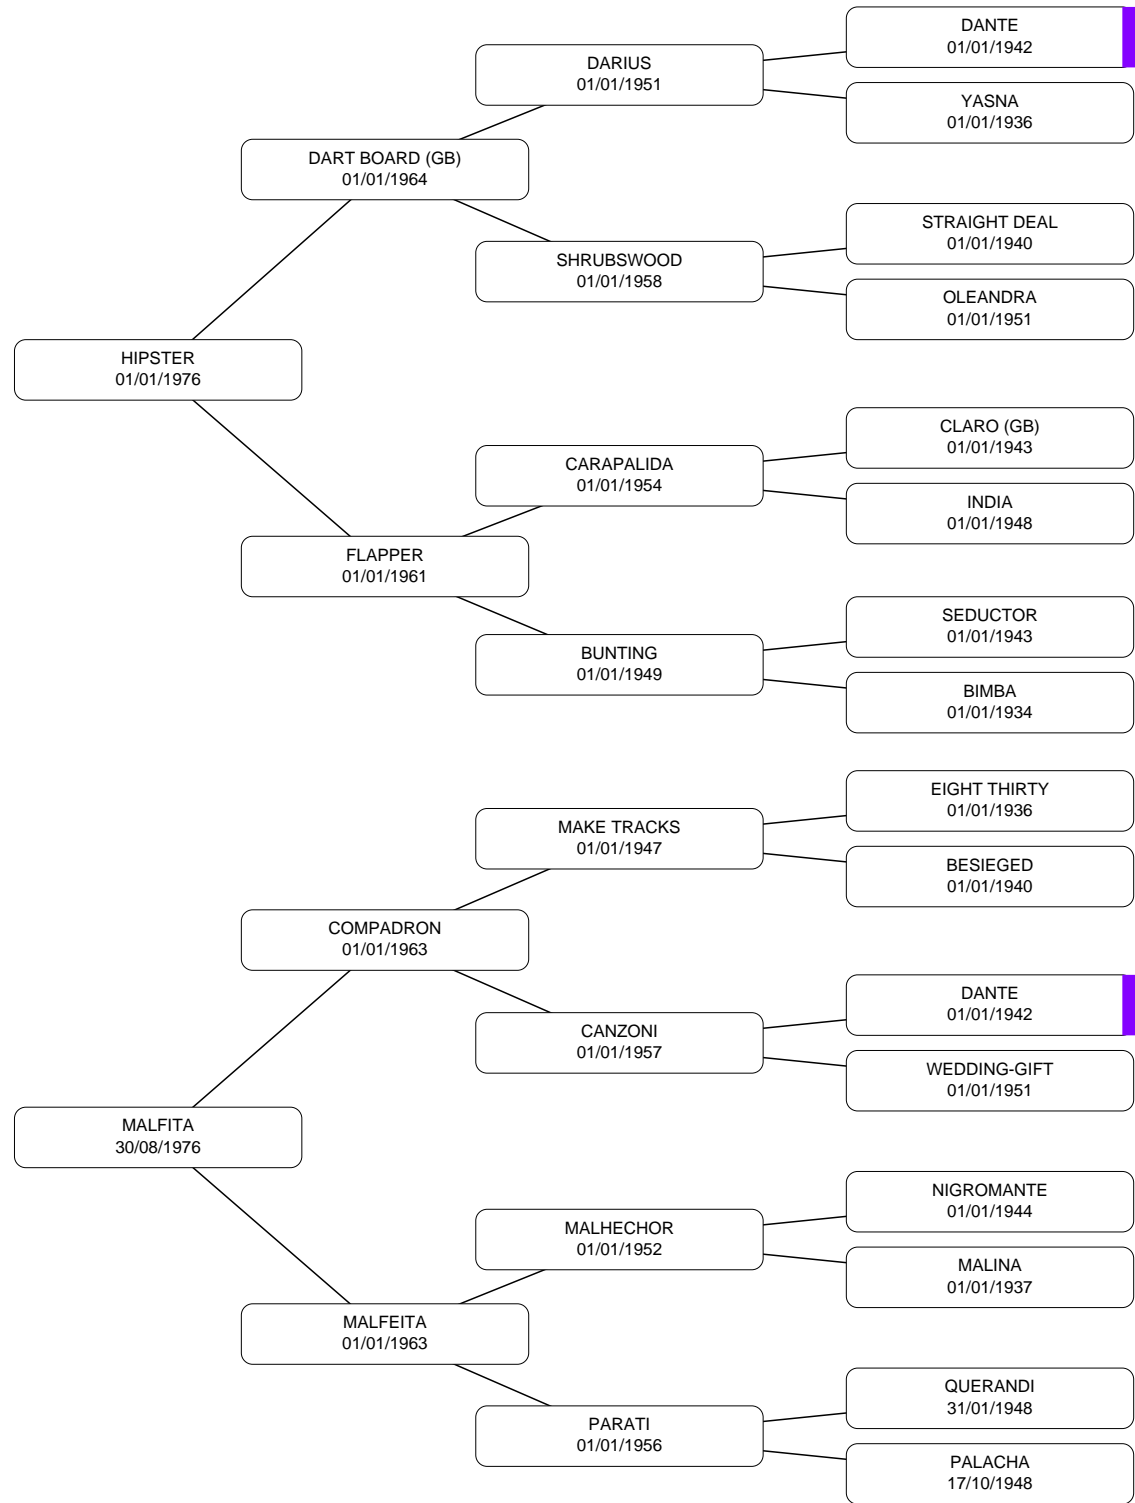 DANTE
01/01/1942
DARIUS
01/01/1951
YASNA
01/01/1936
DART BOARD (GB)
01/01/1964
STRAIGHT DEAL
01/01/1940
SHRUBSWOOD
01/01/1958
OLEANDRA
01/01/1951
HIPSTER
01/01/1976
CLARO (GB)
01/01/1943
CARAPALIDA
01/01/1954
INDIA
01/01/1948
FLAPPER
01/01/1961
SEDUCTOR
01/01/1943
BUNTING
01/01/1949
BIMBA
01/01/1934
EIGHT THIRTY
01/01/1936
MAKE TRACKS
01/01/1947
BESIEGED
01/01/1940
COMPADRON
01/01/1963
DANTE
01/01/1942
CANZONI
01/01/1957
WEDDING-GIFT
01/01/1951
MALFITA
30/08/1976
NIGROMANTE
01/01/1944
MALHECHOR
01/01/1952
MALINA
01/01/1937
MALFEITA
01/01/1963
QUERANDI
31/01/1948
PARATI
01/01/1956
PALACHA
17/10/1948